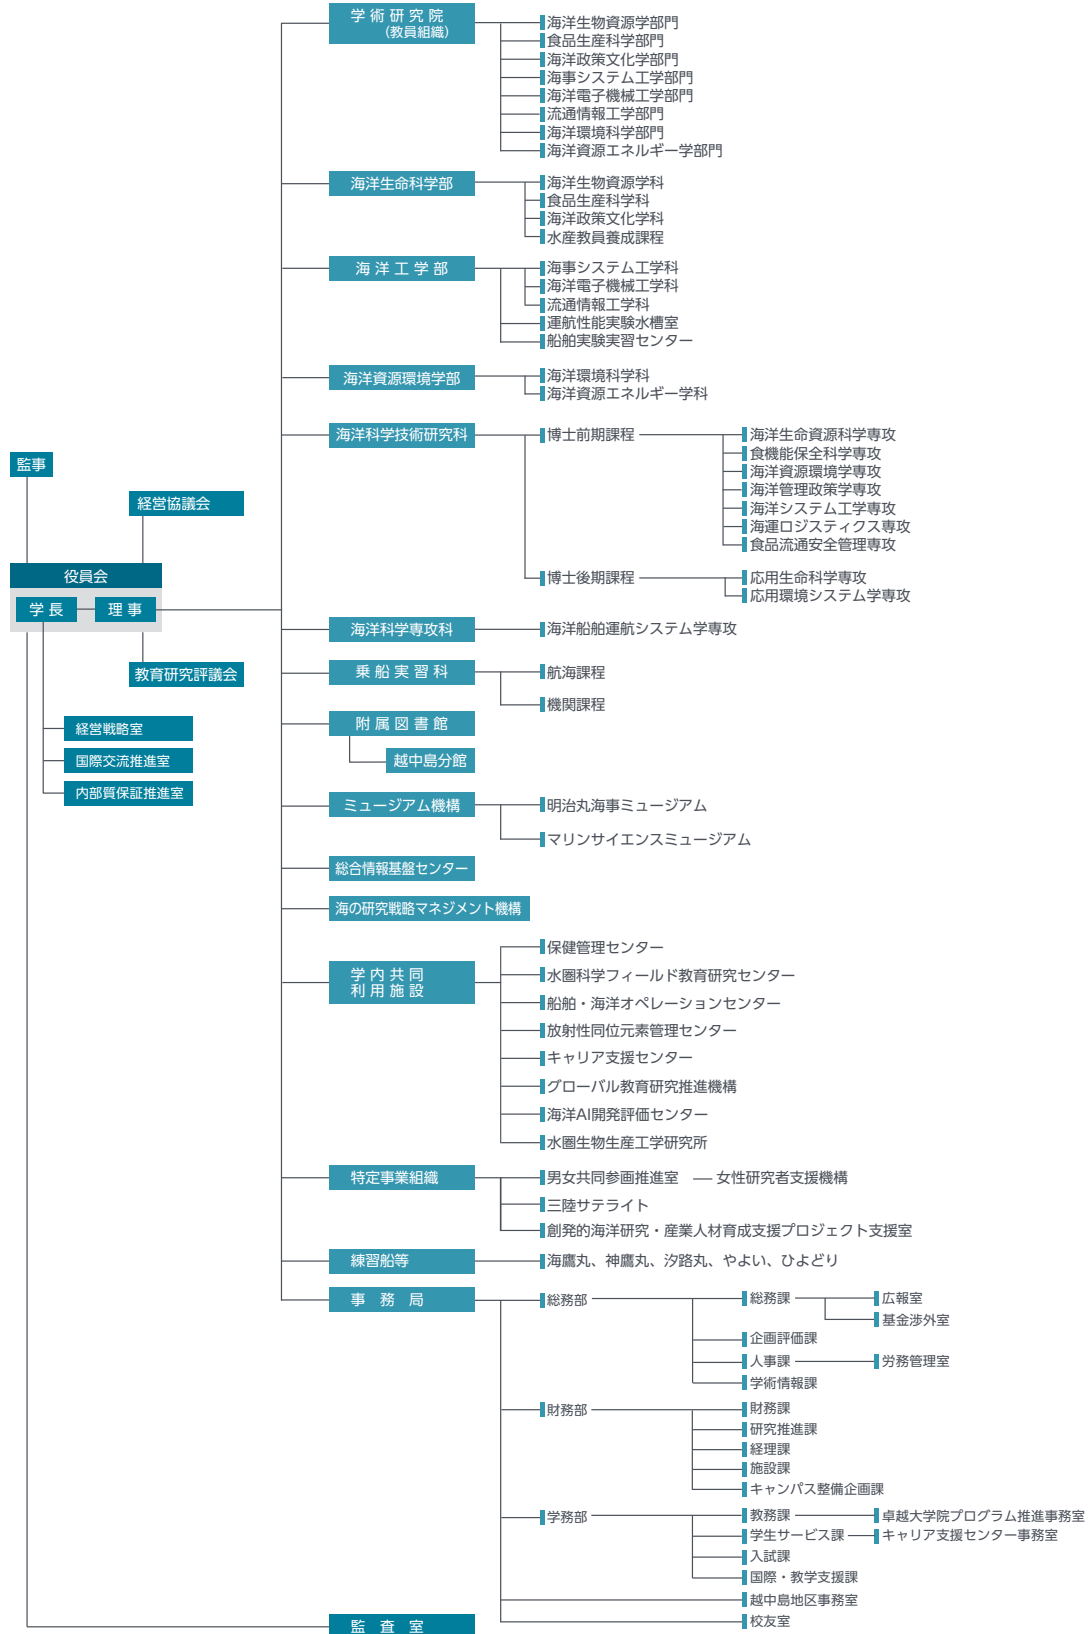 監事
経営協議会
役員会
学長
理事
教育研究評議会
経営戦略室
国際交流推進室
内部質保証推進室
学術研究院
（教員組織）
海洋生物資源学部門
食品生産科学部門
海洋政策文化学部門
海事システム工学部門
海洋電子機械工学部門
流通情報工学部門
海洋環境科学部門
海洋資源エネルギー学部門
海洋生命科学部
海洋生物資源学科
食品生産科学科
海洋政策文化学科
水産教員養成課程
海洋工学部
海事システム工学科
海洋電子機械工学科
流通情報工学科
運航性能実験水槽室
船舶実験実習センター
海洋資源環境学部
海洋環境科学科
海洋資源エネルギー学科
海洋科学技術研究科
博士前期課程
海洋生命資源科学専攻
食機能保全科学専攻
海洋資源環境学専攻
海洋管理政策学専攻
海洋システム工学専攻
海運ロジスティクス専攻
食品流通安全管理専攻
博士後期課程
応用生命科学専攻
応用環境システム学専攻
海洋科学専攻科
海洋船舶運航システム学専攻
乗船実習科
航海課程
機関課程
附属図書館
越中島分館
ミュージアム機構
明治丸海事ミュージアム
マリンサイエンスミュージアム
総合情報基盤センター
海の研究戦略マネジメント機構
学内共同
利用施設
保健管理センター
水圏科学フィールド教育研究センター
船舶・海洋オペレーションセンター
放射性同位元素管理センター
キャリア支援センター
グローバル教育研究推進機構
海洋AI開発評価センター
水圏生物生産工学研究所
特定事業組織
男女共同参画推進室 ― 女性研究者支援機構
三陸サテライト
創発的海洋研究・産業人材育成支援プロジェクト支援室
練習船等
海鷹丸、神鷹丸、汐路丸、やよい、ひよどり
事務局
総務部
総務課
広報室
基金渉外室
企画評価課
人事課
労務管理室
学術情報課
財務部
財務課
研究推進課
経理課
施設課
キャンパス整備企画課
学務部
教務課
卓越大学院プログラム推進事務室
学生サービス課
キャリア支援センター事務室
入試課
国際・教学支援課
越中島地区事務室
校友室
監査室